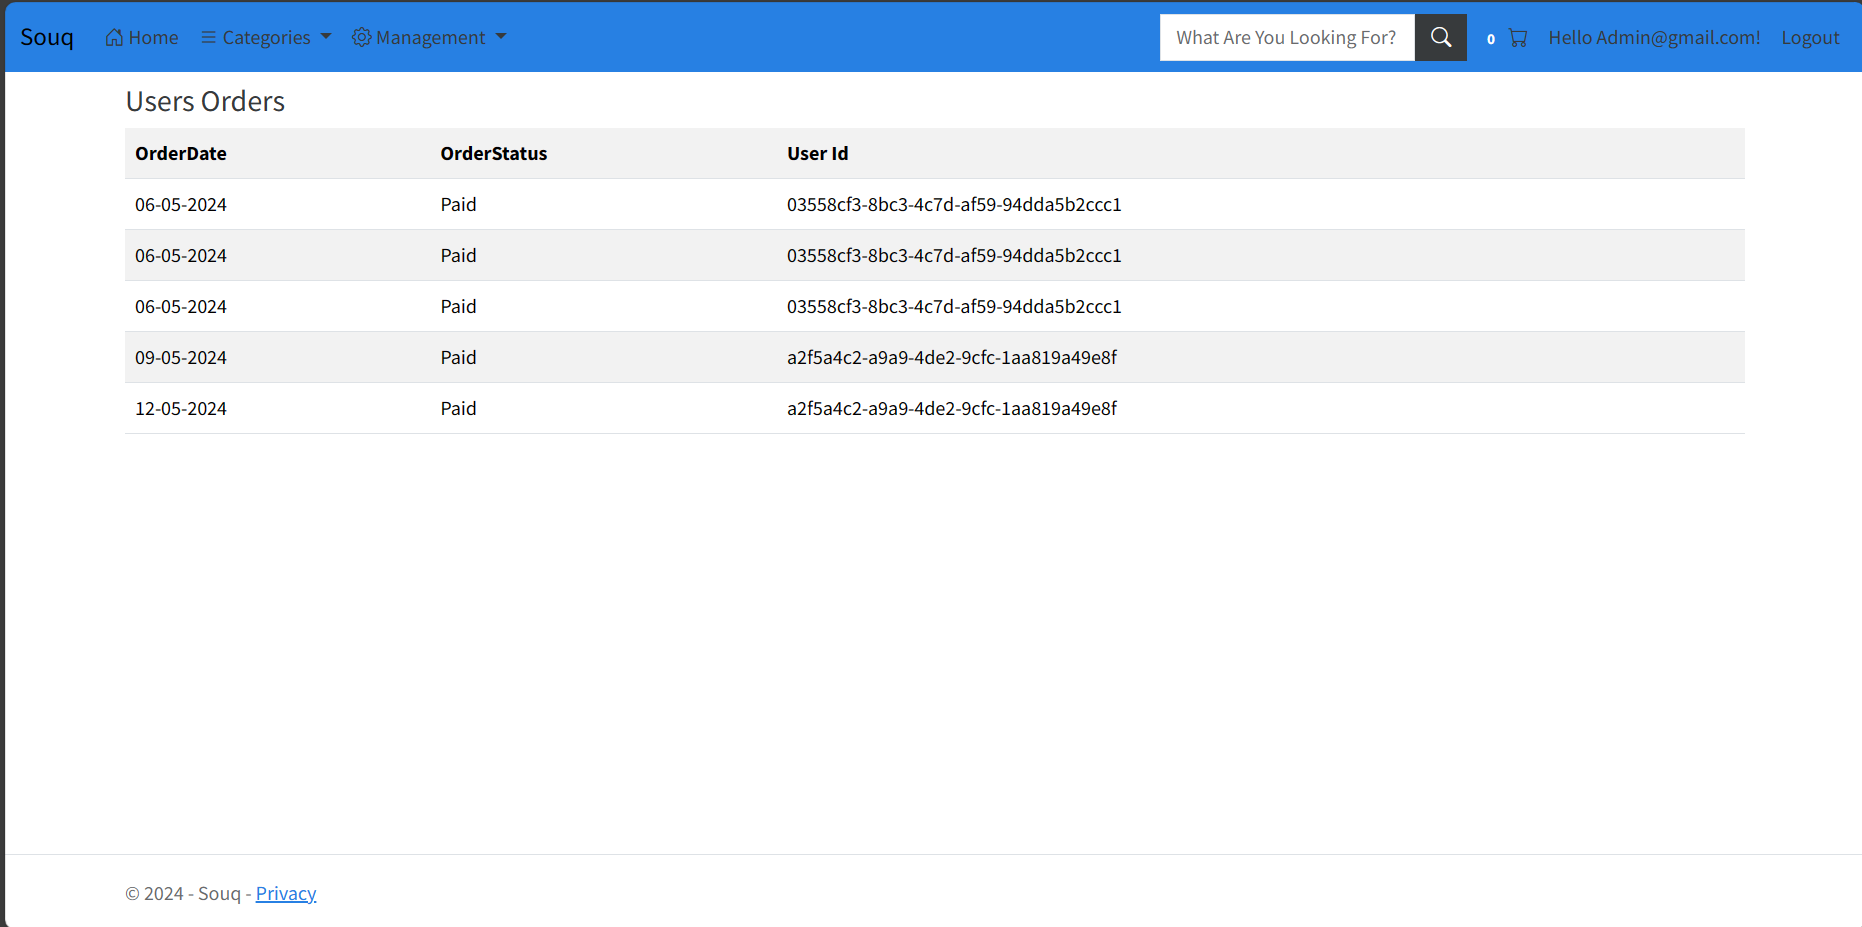 Souq Home Categories Management What Are You Looking For? 0 Hello Admin@gmail.com! Logout
Users Orders
OrderDate OrderStatus User Id
06-05-2024 Paid 03558cf3-8bc3-4c7d-af59-94dda5b2ccc1
06-05-2024 Paid 03558cf3-8bc3-4c7d-af59-94dda5b2ccc1
06-05-2024 Paid 03558cf3-8bc3-4c7d-af59-94dda5b2ccc1
09-05-2024 Paid a2f5a4c2-a9a9-4de2-9cfc-1aa819a49e8f
12-05-2024 Paid a2f5a4c2-a9a9-4de2-9cfc-1aa819a49e8f
© 2024 - Souq - Privacy